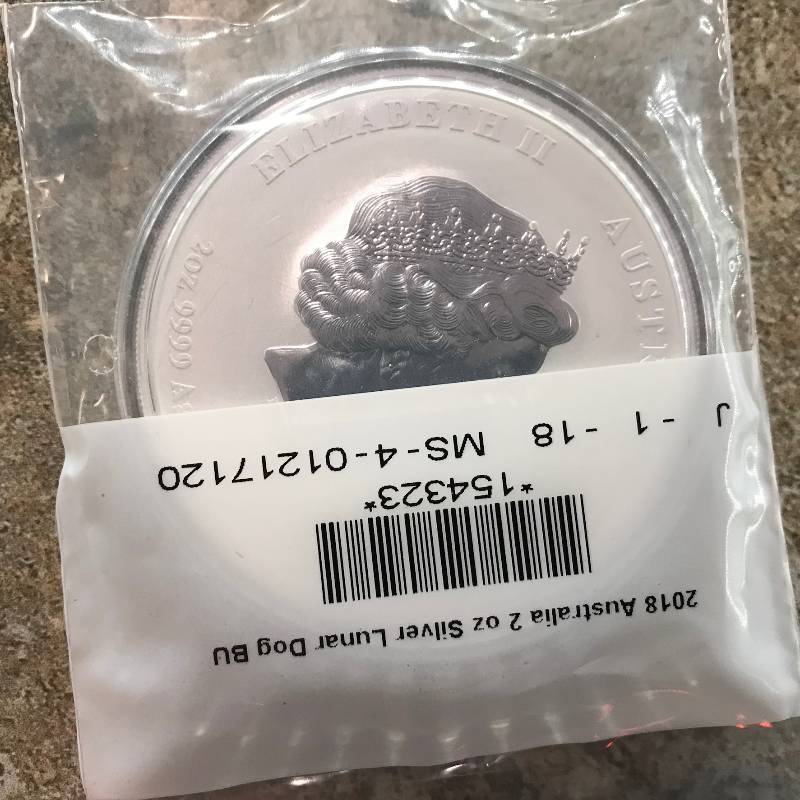 ELIZABETH II
AUST
2oz 9999
2018 Australia 2 oz Silver Lunar Dog BU
*154323*
J - 1 - 18 MS-4-01217120